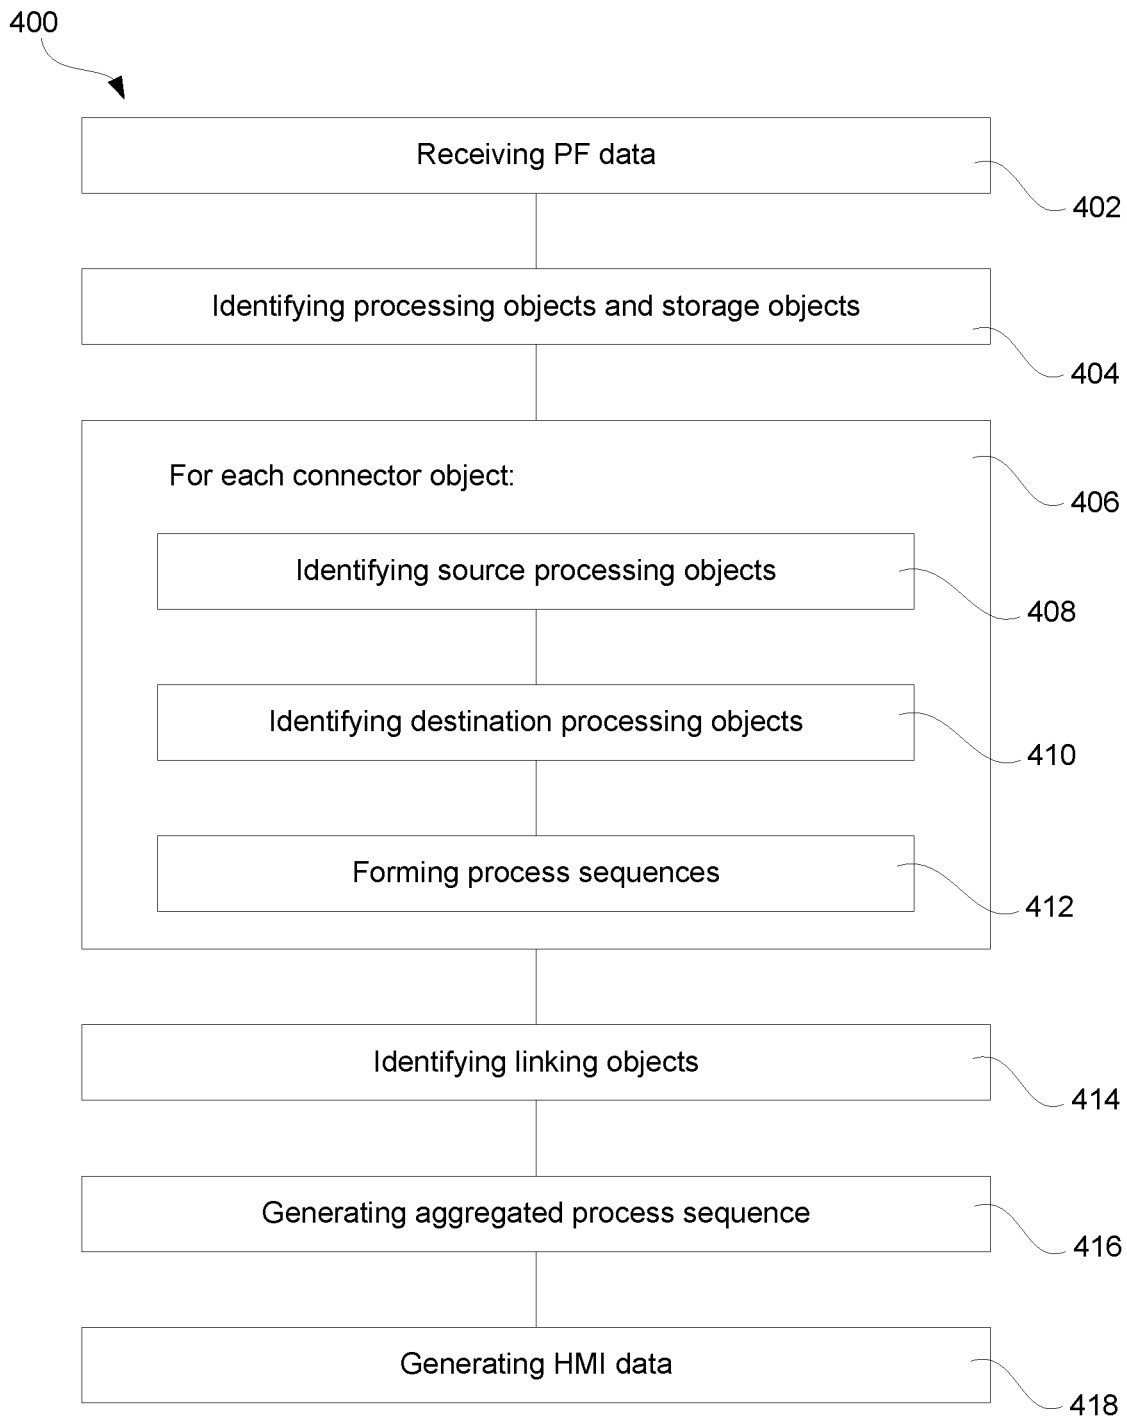 400
Receiving PF data
402
Identifying processing objects and storage objects
404
For each connector object:
406
Identifying source processing objects
408
Identifying destination processing objects
410
Forming process sequences
412
Identifying linking objects
414
Generating aggregated process sequence
416
Generating HMI data
418